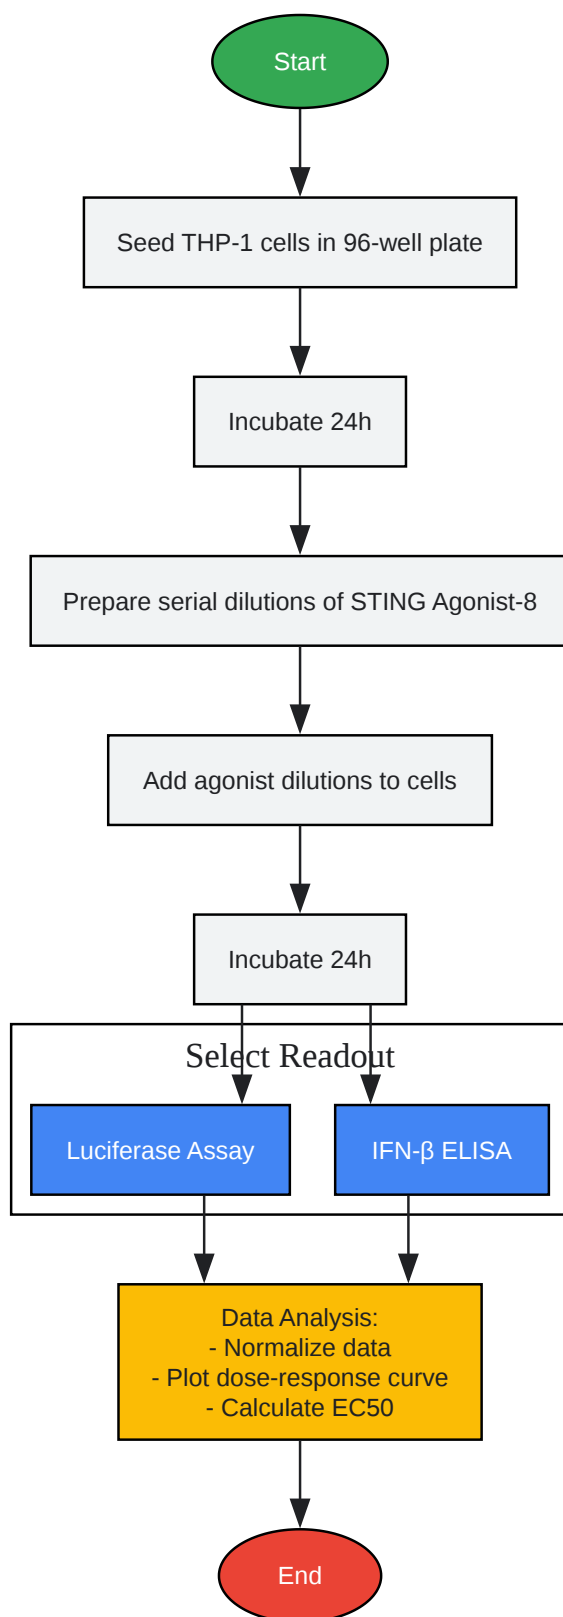 Start
Seed THP-1 cells in 96-well plate
Incubate 24h
Prepare serial dilutions of STING Agonist-8
Add agonist dilutions to cells
Incubate 24h
Select Readout
Luciferase Assay
IFN-β ELISA
Data Analysis:
- Normalize data
- Plot dose-response curve
- Calculate EC50
End